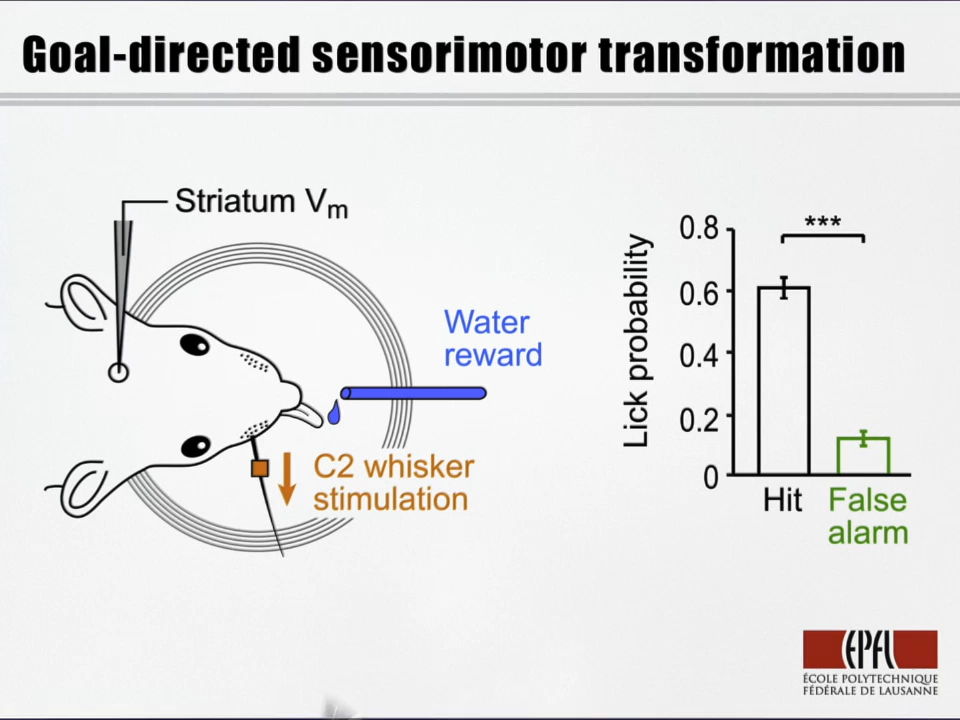 Goal-directed sensorimotor transformation
Striatum Vm
Water
reward
C2 whisker
stimulation
Lick probability
0.8
0.6
0.4
0.2
0
***
Hit
False
alarm
EPFL
ÉCOLE POLYTECHNIQUE
FÉDÉRALE DE LAUSANNE